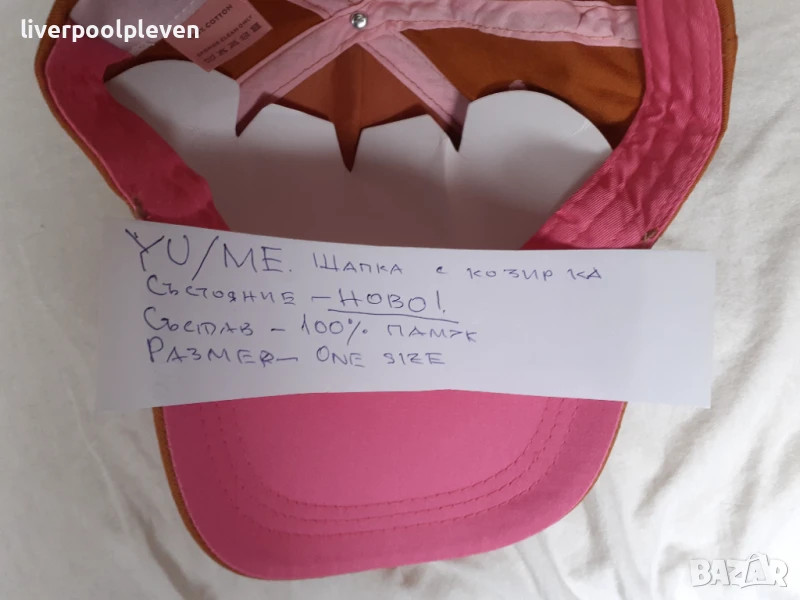 liverpoolpleven
COTTON
YU/ME. ШАПКА С КОЗИРКА
СЪСТОЯНИЕ - НОВО!
СЪСТАВ - 100% ПАМУК
РАЗМЕР - ONE SIZE
BAZAR